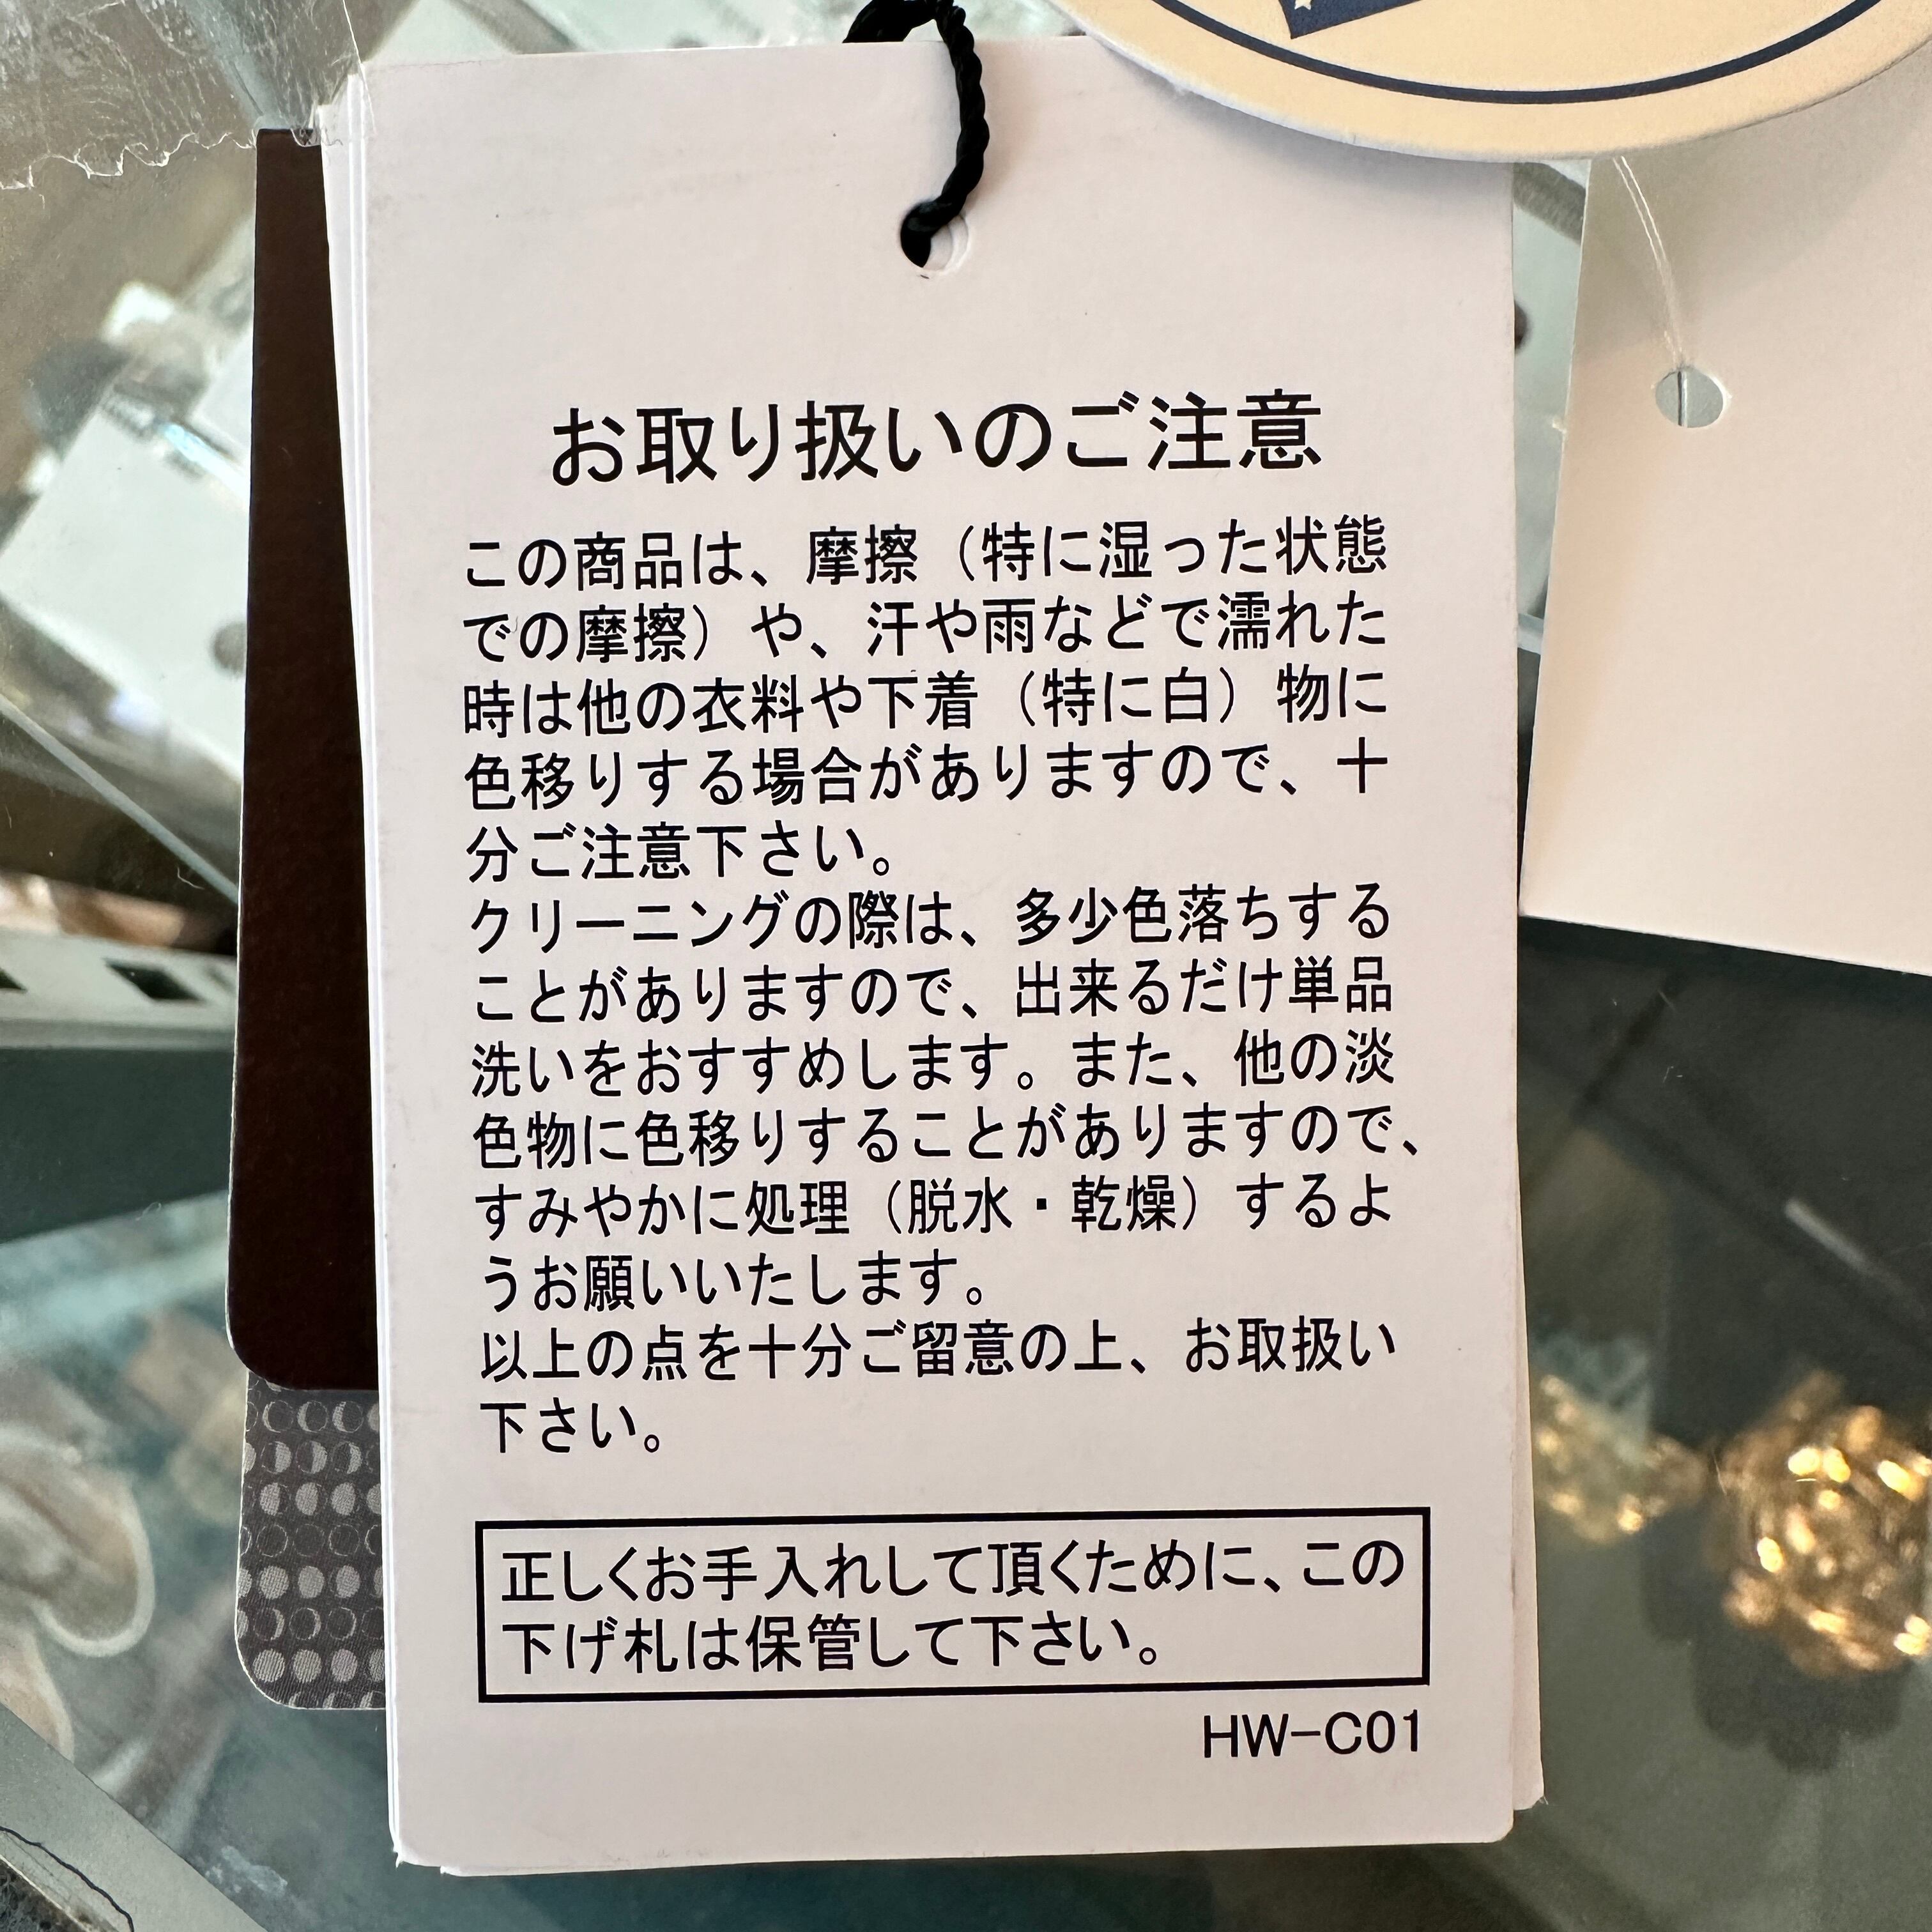 お取り扱いのご注意
この商品は、摩擦（特に湿った状態
での摩擦）や、汗や雨などで濡れた
時は他の衣料や下着（特に白）物に
色移りする場合がありますので、十
分ご注意下さい。
クリーニングの際は、多少色落ちする
ことがありますので、出来るだけ単品
洗いをおすすめします。また、他の淡
色物に色移りすることがありますので、
すみやかに処理（脱水・乾燥）するよ
うお願いいたします。
以上の点を十分ご留意の上、お取扱い
下さい。
正しくお手入れして頂くために、この
下げ札は保管して下さい。
HW-C01